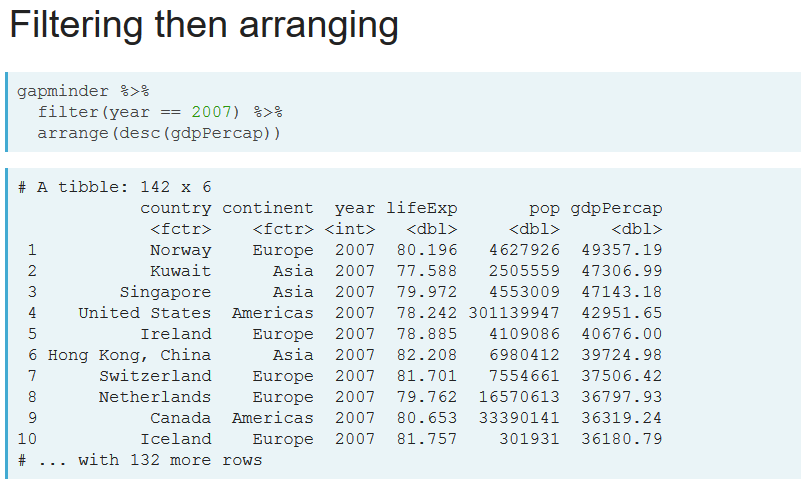 Filtering then arranging
gapminder %>%
  filter(year == 2007) %>%
  arrange(desc(gdpPercap))
# A tibble: 142 x 6
            country continent  year lifeExp       pop gdpPercap
             <fctr>    <fctr> <int>   <dbl>     <dbl>     <dbl>
 1           Norway    Europe  2007  80.196   4627926  49357.19
 2           Kuwait      Asia  2007  77.588   2505559  47306.99
 3        Singapore      Asia  2007  79.972   4553009  47143.18
 4    United States  Americas  2007  78.242 301139947  42951.65
 5          Ireland    Europe  2007  78.885   4109086  40676.00
 6 Hong Kong, China      Asia  2007  82.208   6980412  39724.98
 7      Switzerland    Europe  2007  81.701   7554661  37506.42
 8      Netherlands    Europe  2007  79.762  16570613  36797.93
 9           Canada  Americas  2007  80.653  33390141  36319.24
10          Iceland    Europe  2007  81.757    301931  36180.79
# ... with 132 more rows